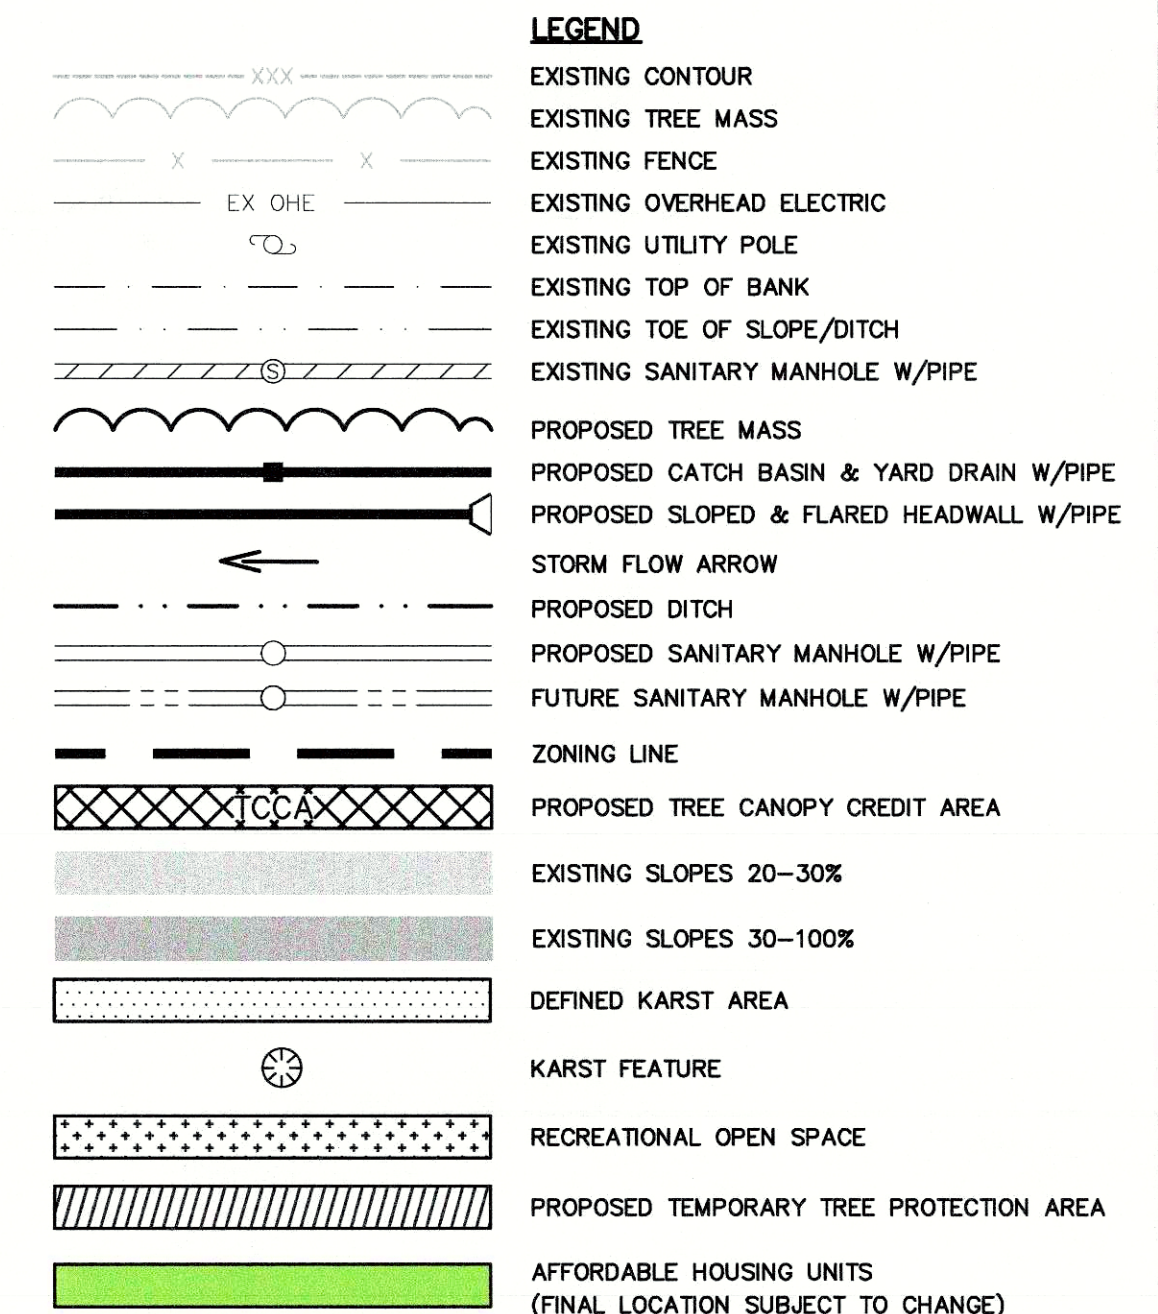 LEGEND
XXX EXISTING CONTOUR
EXISTING TREE MASS
X X EXISTING FENCE
EX OHE EXISTING OVERHEAD ELECTRIC
EXISTING UTILITY POLE
EXISTING TOP OF BANK
EXISTING TOE OF SLOPE/DITCH
S EXISTING SANITARY MANHOLE W/PIPE
PROPOSED TREE MASS
PROPOSED CATCH BASIN & YARD DRAIN W/PIPE
PROPOSED SLOPED & FLARED HEADWALL W/PIPE
STORM FLOW ARROW
PROPOSED DITCH
PROPOSED SANITARY MANHOLE W/PIPE
FUTURE SANITARY MANHOLE W/PIPE
ZONING LINE
TCCA PROPOSED TREE CANOPY CREDIT AREA
EXISTING SLOPES 20-30%
EXISTING SLOPES 30-100%
DEFINED KARST AREA
KARST FEATURE
RECREATIONAL OPEN SPACE
PROPOSED TEMPORARY TREE PROTECTION AREA
AFFORDABLE HOUSING UNITS
(FINAL LOCATION SUBJECT TO CHANGE)